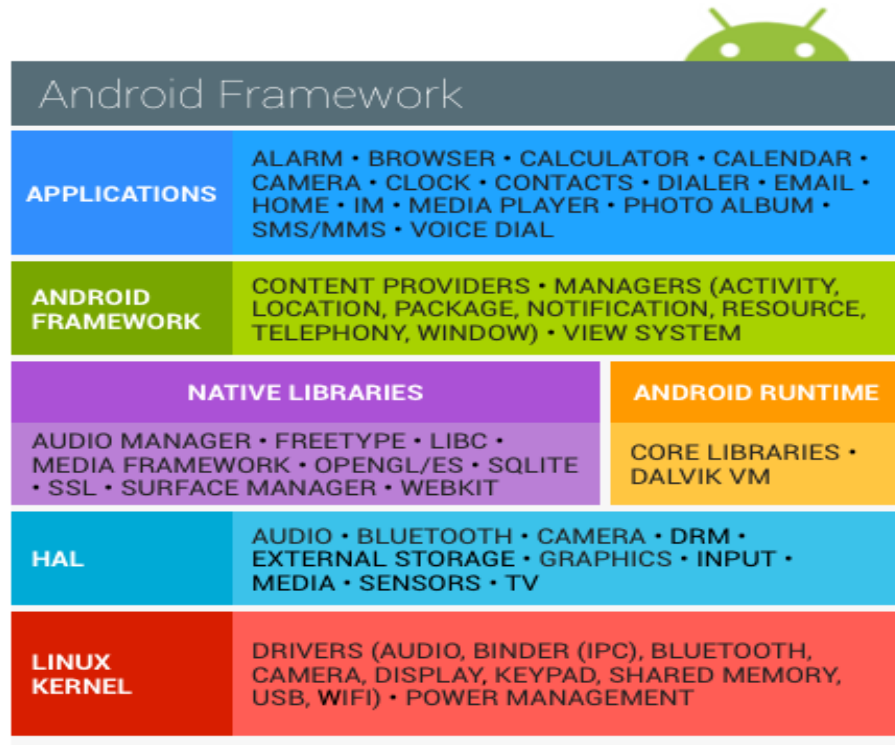 Android Framework
APPLICATIONS
ALARM • BROWSER • CALCULATOR • CALENDAR •
CAMERA • CLOCK • CONTACTS • DIALER • EMAIL •
HOME • IM • MEDIA PLAYER • PHOTO ALBUM •
SMS/MMS • VOICE DIAL
ANDROID
FRAMEWORK
CONTENT PROVIDERS • MANAGERS (ACTIVITY,
LOCATION, PACKAGE, NOTIFICATION, RESOURCE,
TELEPHONY, WINDOW) • VIEW SYSTEM
NATIVE LIBRARIES
AUDIO MANAGER • FREETYPE • LIBC •
MEDIA FRAMEWORK • OPENGL/ES • SQLITE
• SSL • SURFACE MANAGER • WEBKIT
ANDROID RUNTIME
CORE LIBRARIES •
DALVIK VM
HAL
AUDIO • BLUETOOTH • CAMERA • DRM •
EXTERNAL STORAGE • GRAPHICS • INPUT •
MEDIA • SENSORS • TV
LINUX
KERNEL
DRIVERS (AUDIO, BINDER (IPC), BLUETOOTH,
CAMERA, DISPLAY, KEYPAD, SHARED MEMORY,
USB, WIFI) • POWER MANAGEMENT